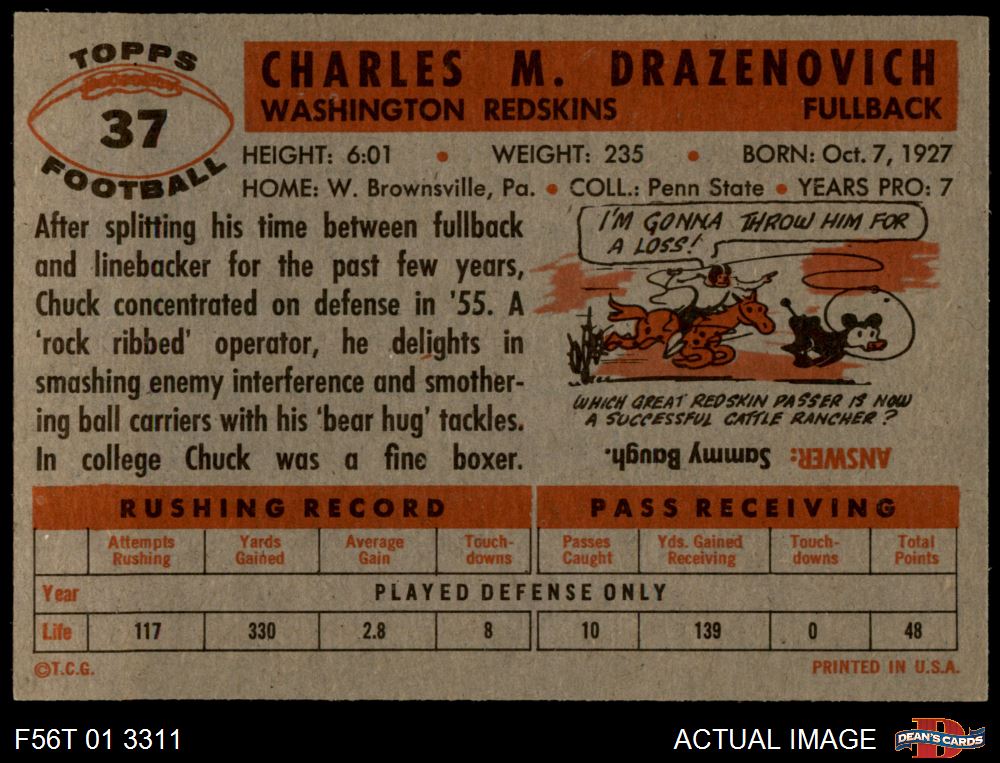 TOPPS
37
FOOTBALL
CHARLES M. DRAZENOVICH
WASHINGTON REDSKINS FULLBACK
HEIGHT: 6:01 • WEIGHT: 235 • BORN: Oct. 7, 1927
HOME: W. Brownsville, Pa. • COLL.: Penn State • YEARS PRO: 7
After splitting his time between fullback
and linebacker for the past few years,
Chuck concentrated on defense in '55. A
'rock ribbed' operator, he delights in
smashing enemy interference and smother-
ing ball carriers with his 'bear hug' tackles.
In college Chuck was a fine boxer.
I'M GONNA THROW HIM FOR
A LOSS!
WHICH GREAT REDSKIN PASSER IS NOW
A SUCCESSFUL CATTLE RANCHER?
ANSWER: Sammy Baugh.
RUSHING RECORD PASS RECEIVING
Attempts Rushing Yards Gained Average Gain Touch-downs Passes Caught Yds. Gained Receiving Touch-downs Total Points
Year PLAYED DEFENSE ONLY
Life 117 330 2.8 8 10 139 0 48
©T.C.G. PRINTED IN U.S.A.
F56T 01 3311 ACTUAL IMAGE DEAN'S CARDS